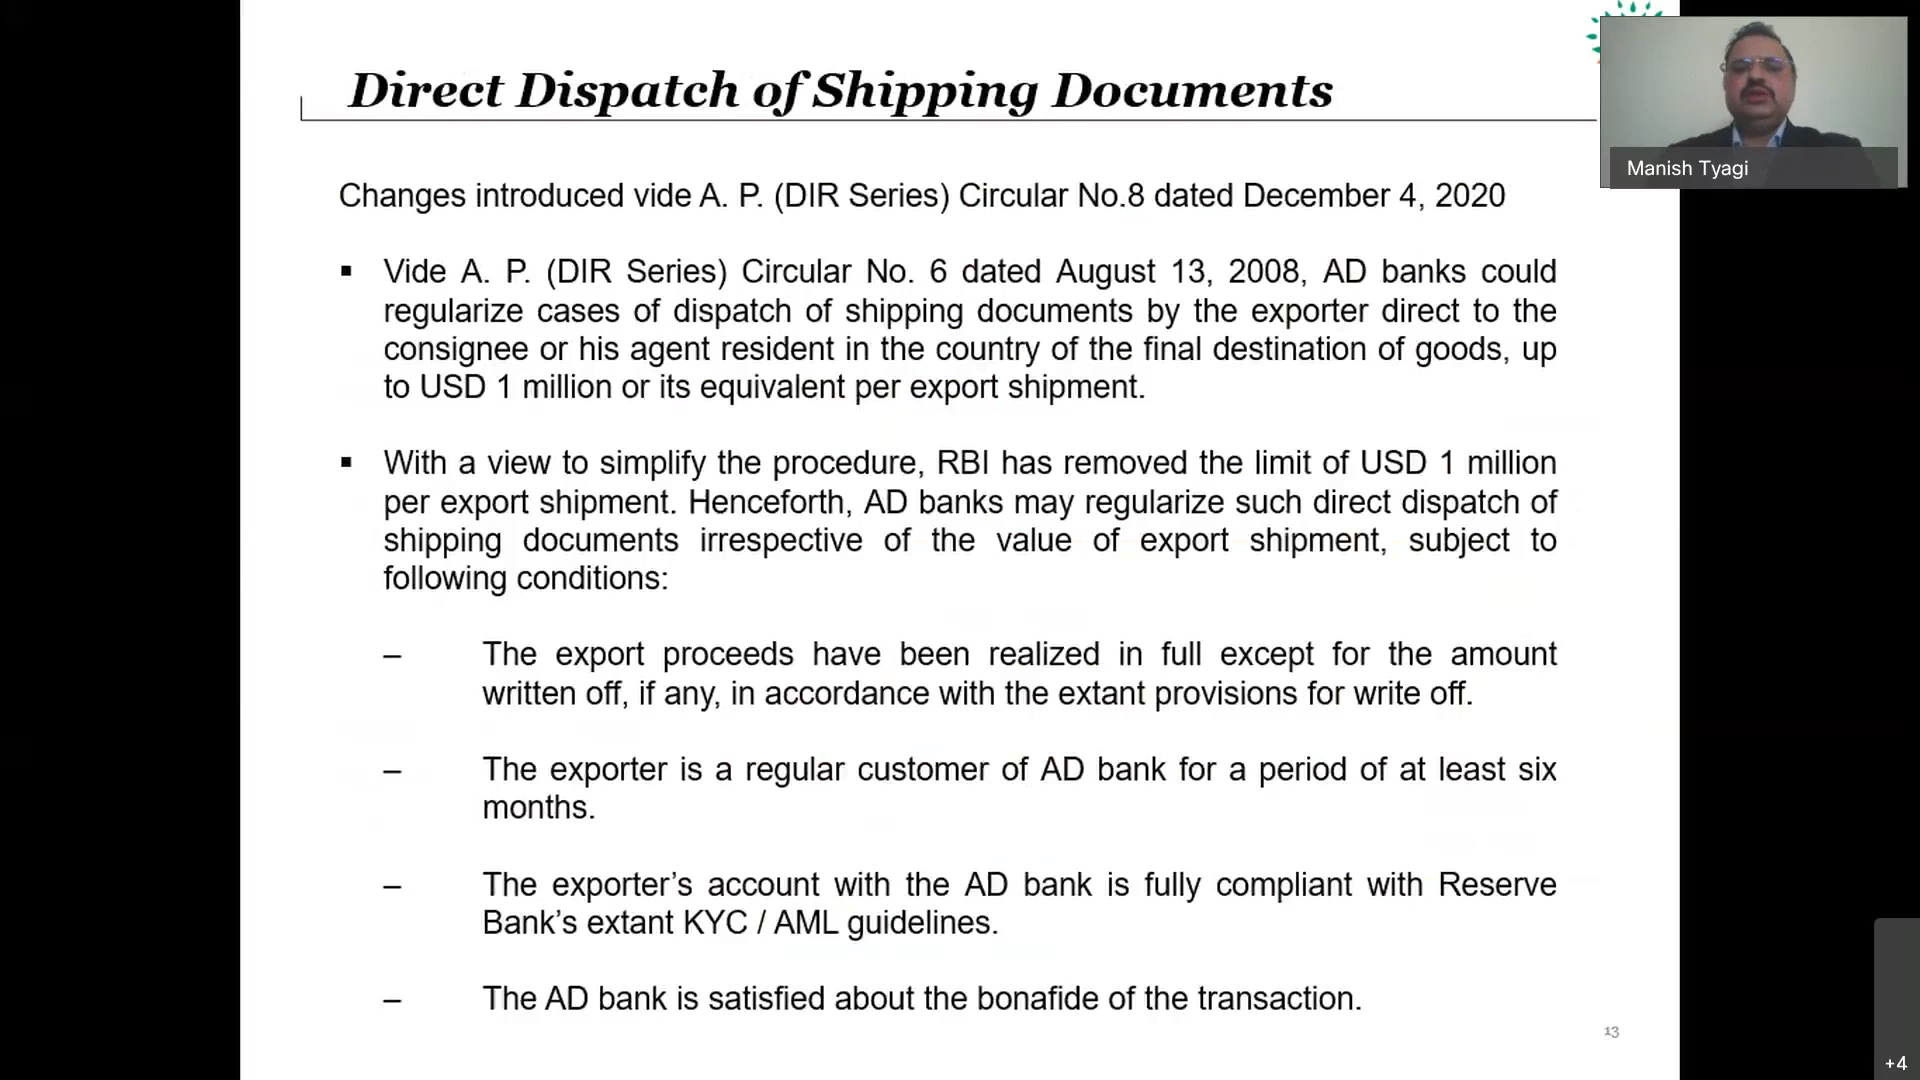 Direct Dispatch of Shipping Documents
Manish Tyagi
Changes introduced vide A. P. (DIR Series) Circular No.8 dated December 4, 2020
▪ Vide A. P. (DIR Series) Circular No. 6 dated August 13, 2008, AD banks could
regularize cases of dispatch of shipping documents by the exporter direct to the
consignee or his agent resident in the country of the final destination of goods, up
to USD 1 million or its equivalent per export shipment.
▪ With a view to simplify the procedure, RBI has removed the limit of USD 1 million
per export shipment. Henceforth, AD banks may regularize such direct dispatch of
shipping documents irrespective of the value of export shipment, subject to
following conditions:
– The export proceeds have been realized in full except for the amount
written off, if any, in accordance with the extant provisions for write off.
– The exporter is a regular customer of AD bank for a period of at least six
months.
– The exporter’s account with the AD bank is fully compliant with Reserve
Bank’s extant KYC / AML guidelines.
– The AD bank is satisfied about the bonafide of the transaction.
13
+4